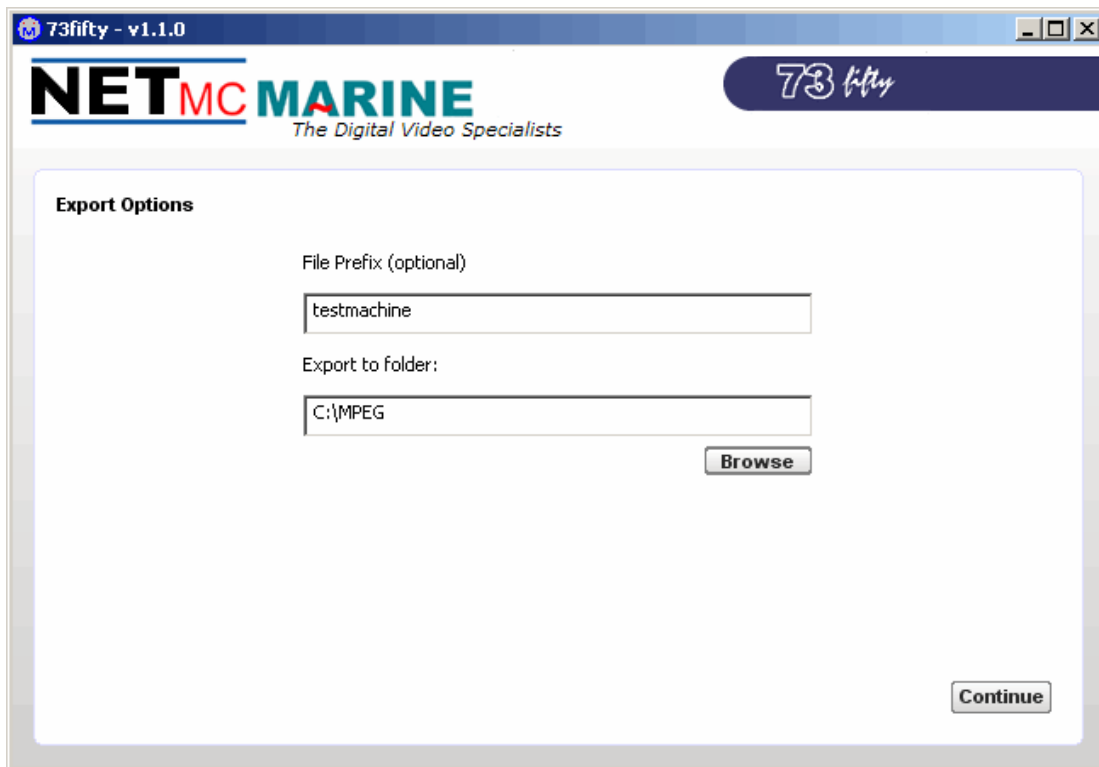 73fifty - v1.1.0
NETMC MARINE
The Digital Video Specialists
73 fifty
Export Options
File Prefix (optional)
testmachine
Export to folder:
C:\MPEG
Browse
Continue